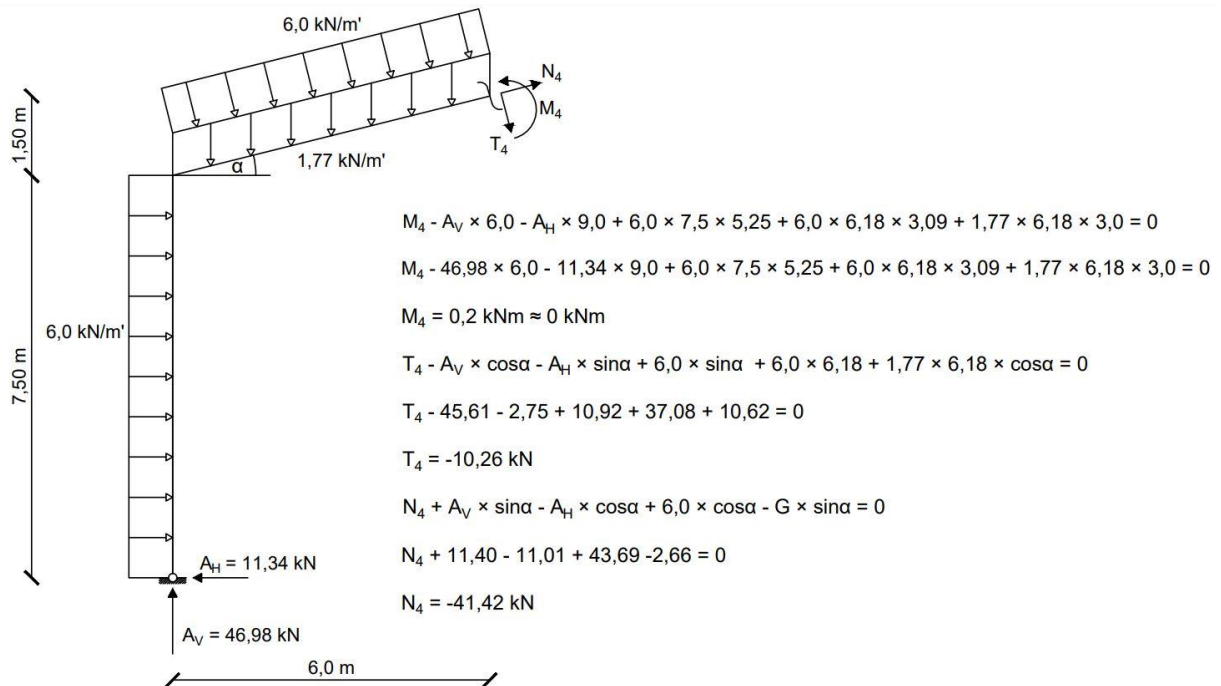 6,0 kN/m'
N₄
M₄
T₄
1,50 m
α
1,77 kN/m'
M₄ - Aᵥ × 6,0 - A_H × 9,0 + 6,0 × 7,5 × 5,25 + 6,0 × 6,18 × 3,09 + 1,77 × 6,18 × 3,0 = 0
M₄ - 46,98 × 6,0 - 11,34 × 9,0 + 6,0 × 7,5 × 5,25 + 6,0 × 6,18 × 3,09 + 1,77 × 6,18 × 3,0 = 0
M₄ = 0,2 kNm ≈ 0 kNm
6,0 kN/m'
7,50 m
T₄ - Aᵥ × cosα - A_H × sinα + 6,0 × sinα + 6,0 × 6,18 + 1,77 × 6,18 × cosα = 0
T₄ - 45,61 - 2,75 + 10,92 + 37,08 + 10,62 = 0
T₄ = -10,26 kN
N₄ + Aᵥ × sinα - A_H × cosα + 6,0 × cosα - G × sinα = 0
N₄ + 11,40 - 11,01 + 43,69 -2,66 = 0
N₄ = -41,42 kN
A_H = 11,34 kN
Aᵥ = 46,98 kN
6,0 m